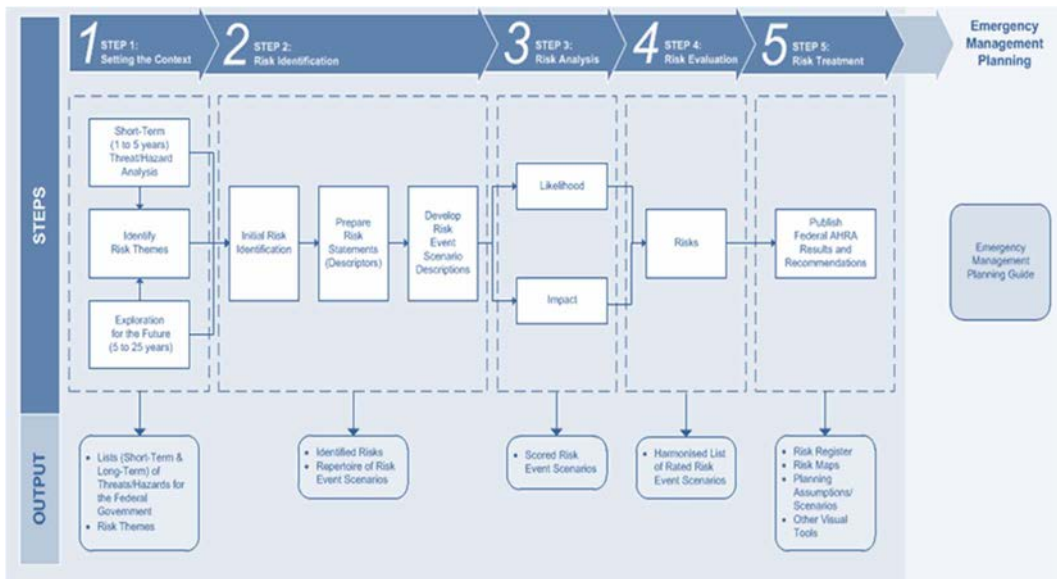 1
STEP 1:
Setting the Context
2
STEP 2:
Risk Identification
3
STEP 3:
Risk Analysis
4
STEP 4:
Risk Evaluation
5
STEP 5:
Risk Treatment
Emergency
Management
Planning
STEPS
Short-Term
(1 to 5 years)
Threat/Hazard
Analysis
Identify
Risk Themes
Exploration
for the Future
(5 to 25 years)
Initial Risk
Identification
Prepare
Risk
Statements
(Descriptors)
Develop
Risk
Event
Scenario
Descriptions
Likelihood
Impact
Risks
Publish
Federal AHRA
Results and
Recommendations
Emergency
Management
Planning Guide
OUTPUT
• Lists (Short-Term &
Long-Term) of
Threats/Hazards for
the Federal
Government
• Risk Themes
• Identified Risks
• Repertoire of Risk
Event Scenarios
• Scored Risk
Event Scenarios
• Harmonised List
of Rated Risk
Event Scenarios
• Risk Register
• Risk Maps
• Planning
Assumptions/
Scenarios
• Other Visual
Tools